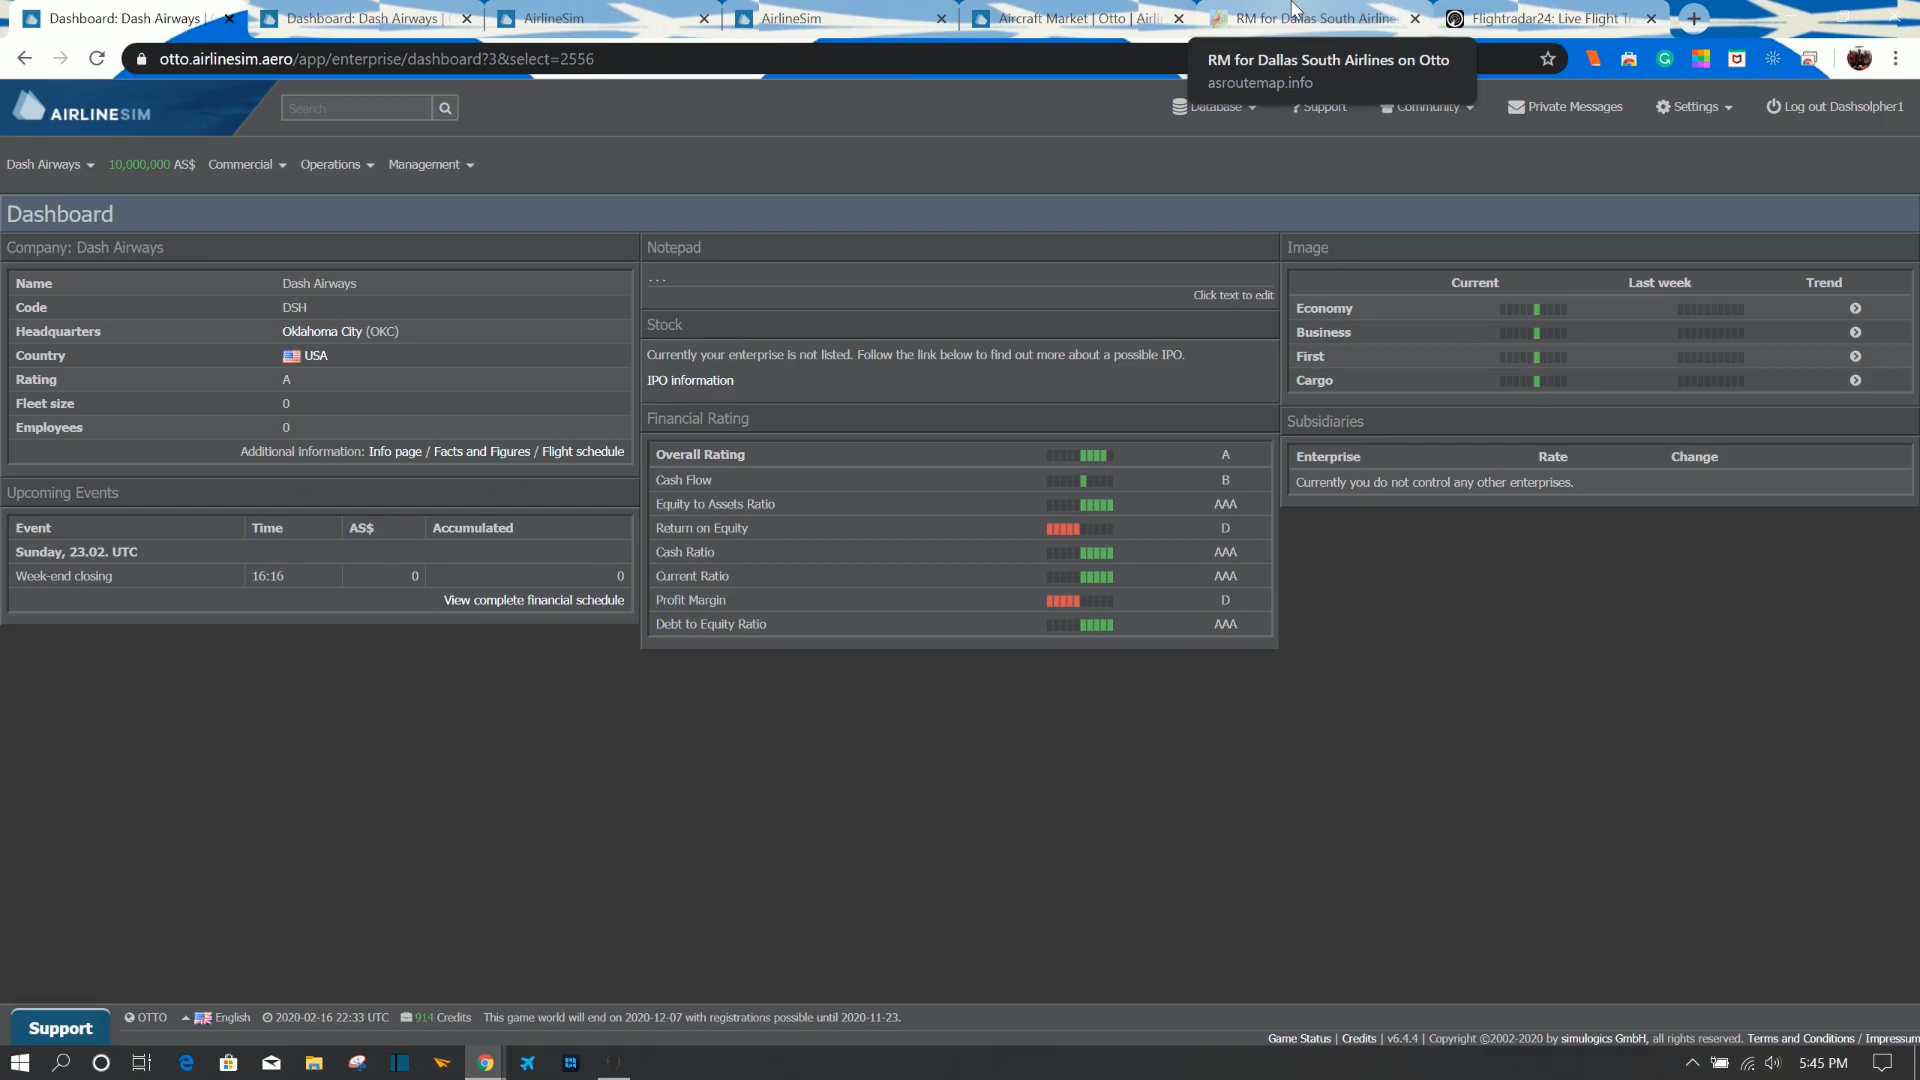 Dashboard: Dash Airways |
Dashboard: Dash Airways |
AirlineSim
AirlineSim
Aircraft Market | Otto | Airli
RM for Dallas South Airline
Flightradar24: Live Flight Tr
otto.airlinesim.aero/app/enterprise/dashboard?3&select=2556
RM for Dallas South Airlines on Otto
asroutemap.info
AIRLINESIM
Search
Database
? Support
Community
Private Messages
Settings
Log out Dashsolpher1
Dash Airways
10,000,000 AS$
Commercial
Operations
Management
Dashboard
Company: Dash Airways
Name Dash Airways
Code DSH
Headquarters Oklahoma City (OKC)
Country USA
Rating A
Fleet size 0
Employees 0
Additional information: Info page / Facts and Figures / Flight schedule
Upcoming Events
Event Time AS$ Accumulated
Sunday, 23.02. UTC
Week-end closing 16:16 0 0
View complete financial schedule
Notepad
...
Click text to edit
Stock
Currently your enterprise is not listed. Follow the link below to find out more about a possible IPO.
IPO information
Financial Rating
Overall Rating A
Cash Flow B
Equity to Assets Ratio AAA
Return on Equity D
Cash Ratio AAA
Current Ratio AAA
Profit Margin D
Debt to Equity Ratio AAA
Image
Current Last week Trend
Economy
Business
First
Cargo
Subsidiaries
Enterprise Rate Change
Currently you do not control any other enterprises.
Support
OTTO
English
2020-02-16 22:33 UTC
914 Credits
This game world will end on 2020-12-07 with registrations possible until 2020-11-23.
Game Status | Credits | v6.4.4 | Copyright ©2002-2020 by simulogics GmbH, all rights reserved. Terms and Conditions / Impressum
5:45 PM